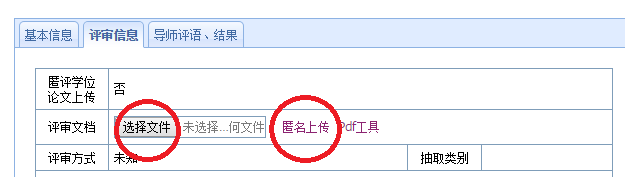 基本信息 评审信息 导师评语、结果
匿评学位
论文上传
否
评审文档 选择文件 未选择...何文件 匿名上传 Pdf工具
评审方式 未知 抽取类别